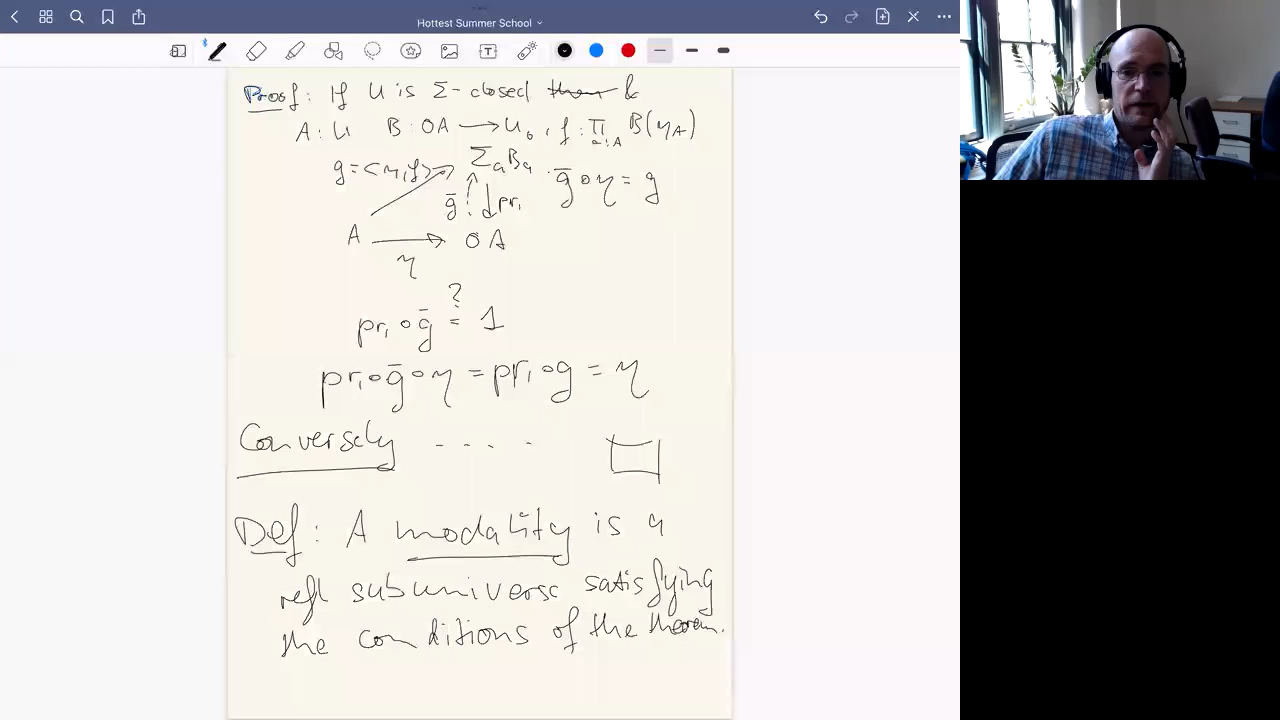 Hottest Summer School
Proof: If U is Σ-closed then &
A : U B : OA → U₀, f : Π_{a:A} B(η_A)
g = <η,f> Σ_a B_a . ḡ∘η = g
ḡ pr₁
A OA
η
?
pr₁∘ḡ = 1
pr₁∘ḡ∘η = pr₁∘g = η
Conversely - - - -
Def: A modality is a
refl subuniverse satisfying
the conditions of the theorem.